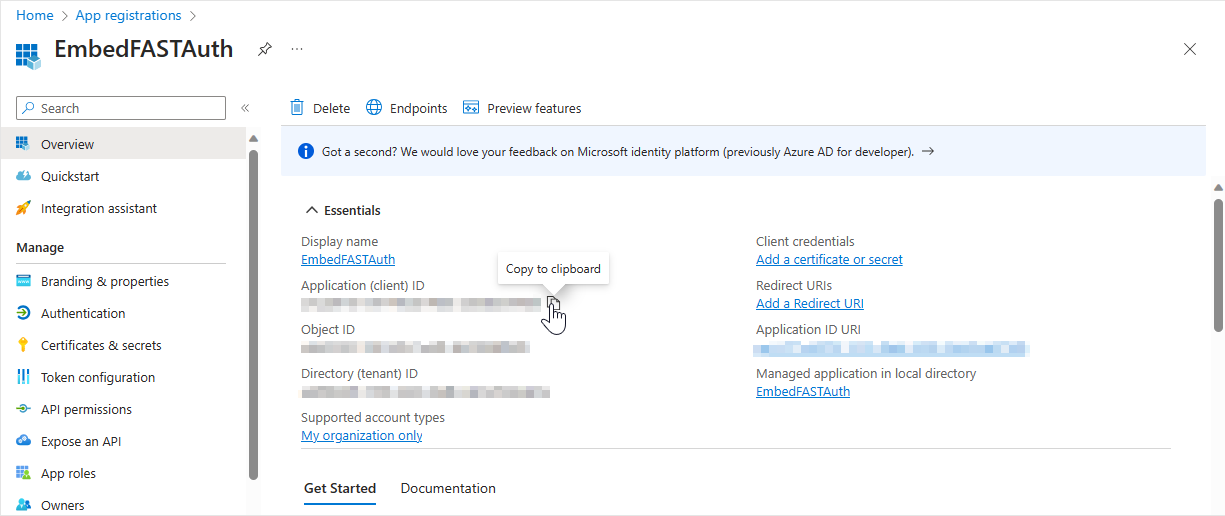 Home > App registrations >
EmbedFASTAuth
Search
Overview
Quickstart
Integration assistant
Manage
Branding & properties
Authentication
Certificates & secrets
Token configuration
API permissions
Expose an API
App roles
Owners
Delete
Endpoints
Preview features
Got a second? We would love your feedback on Microsoft identity platform (previously Azure AD for developer). →
Essentials
Display name
EmbedFASTAuth
Copy to clipboard
Application (client) ID
Object ID
Directory (tenant) ID
Supported account types
My organization only
Client credentials
Add a certificate or secret
Redirect URIs
Add a Redirect URI
Application ID URI
Managed application in local directory
EmbedFASTAuth
Get Started
Documentation